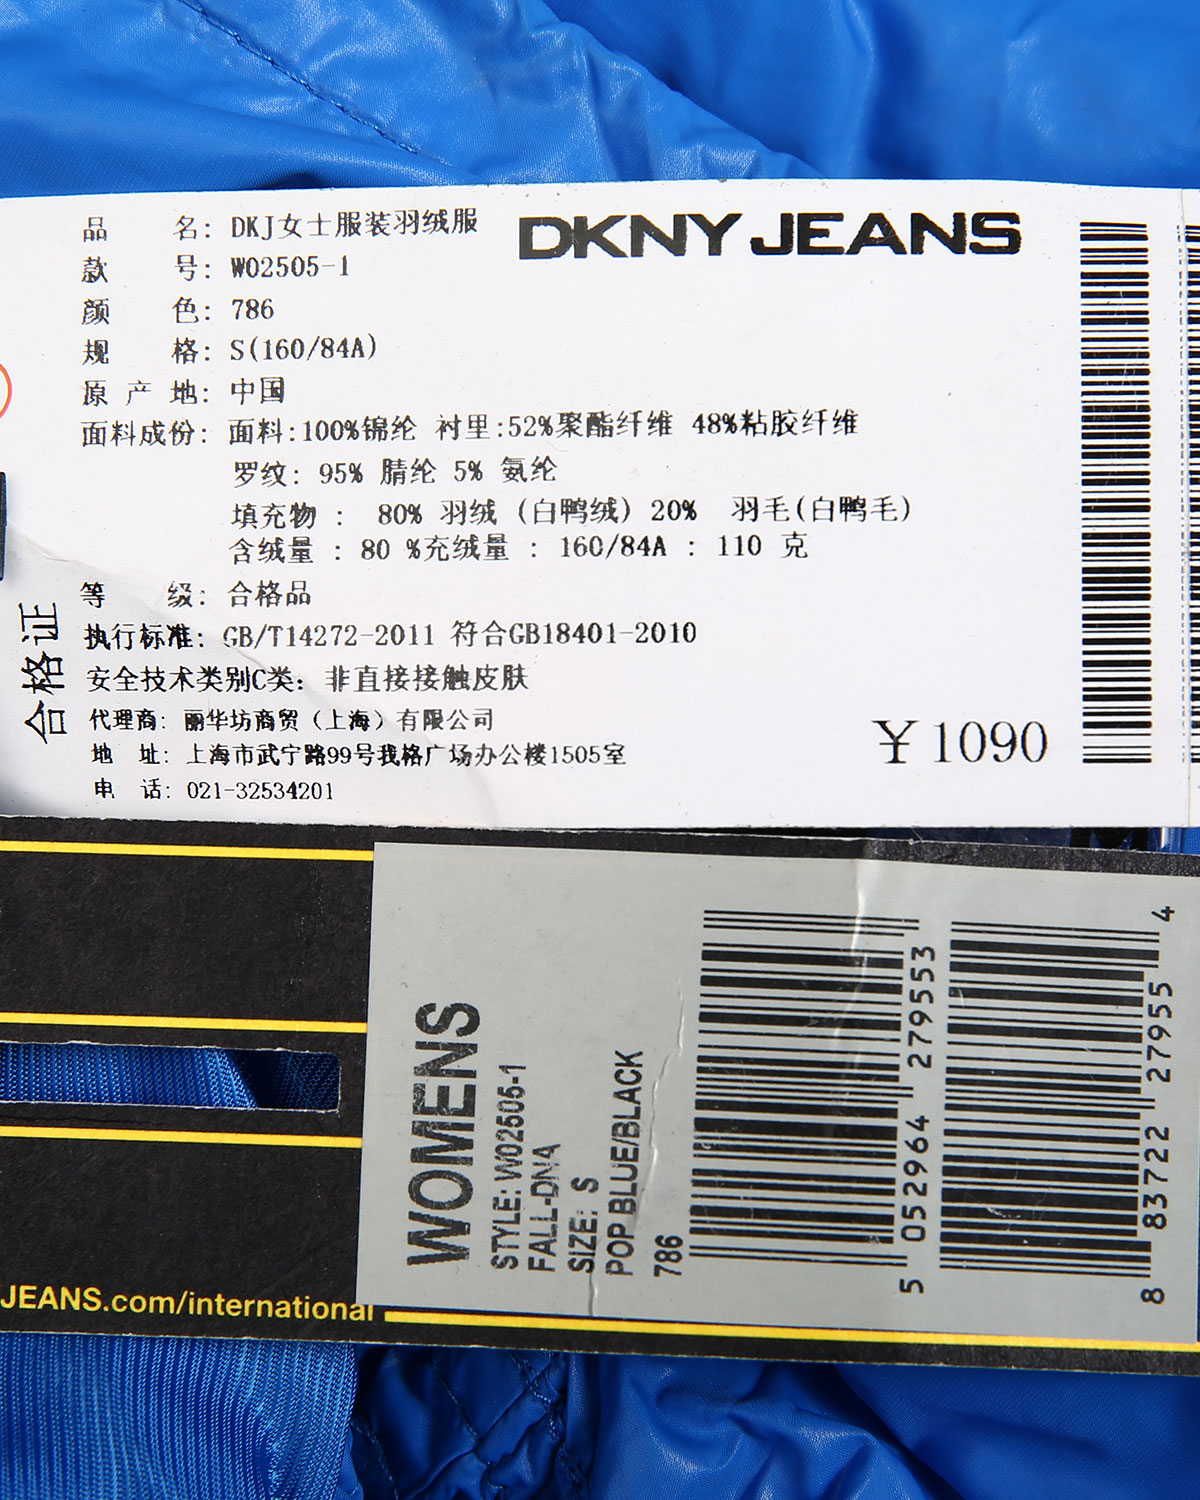 DKNY JEANS
品 名: DKJ女士服装羽绒服
款 号: W02505-1
颜 色: 786
规 格: S(160/84A)
原 产 地: 中国
面料成份: 面料:100%锦纶 衬里:52%聚酯纤维 48%粘胶纤维
罗纹: 95% 腈纶 5% 氨纶
填充物 : 80% 羽绒 (白鸭绒) 20% 羽毛(白鸭毛)
含绒量 : 80 %充绒量 : 160/84A : 110 克
等 级: 合格品
执行标准: GB/T14272-2011 符合GB18401-2010
安全技术类别C类: 非直接接触皮肤
代理商: 丽华坊商贸 (上海) 有限公司
地 址: 上海市武宁路99号我格广场办公楼1505室
电 话: 021-32534201
合格证
¥1090
WOMENS
STYLE: W02505-1
FALL-DNA
SIZE: S
POP BLUE/BLACK
786
5 052964 279553
8 83722 27955 4
JEANS.com/international